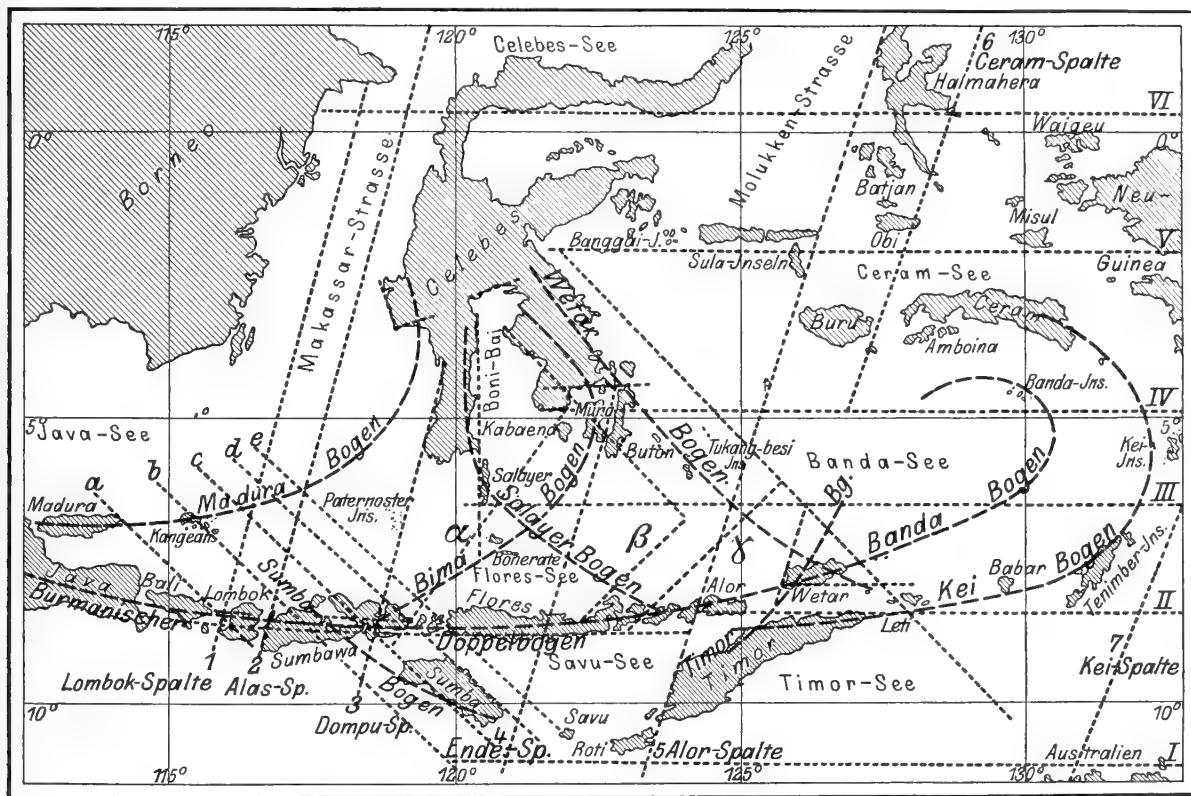 115°
120°
125°
130°
6
Ceram-Spalte
Celebes-See
Halmahera
Molukken-Strasse
VI
0°
0°
Waigeu
Borneo
Makassar-Strasse
Celebes
Batjan
Misul
Neu-
Obi
V
Banggai-J.
Sula-Jnseln
Guinea
Ceram-See
Wetar
Ceram
Buru
Amboina
Boni-Bai
Banda-Jns.
IV
5°
5°
Java-See
Muna
Kabaena
Buton
Tukang-besi
Jns.
Bogen
Bogen
Banda-See
Kei-
Jns.
a
b
c
d
e
Madura
Madura
Kangeans
Paternoster
Jns.
Salayer
Salayer Bogen
Bogen
Bogen
III
α
β
γ
Bg.
Banda
Bima
Bonerate
Flores-See
Java
Bali
Lombok
Sumba
Flores
Alor
Wetar
Kei
Babar
Bogen
Tenimber-Jns.
II
Burmanischer
Doppelbogen
Leti
1
2
Sumbawa
Savu-See
Timor
Timor
Timor-See
7
Kei-Spalte
Lombok-Spalte
Alas-Sp.
3
Bogen
Sumba
10°
10°
Dompu-Sp.
4
Ende-Sp.
Savu
Roti
5 Alor-Spalte
Australien
I
115°
120°
125°
130°